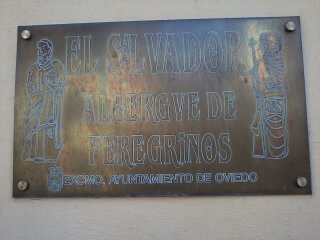 EL SALVADOR
ALBERGVE DE
PEREGRiNOS
EXCMO. AYUNTAMIENTO DE OVIEDO